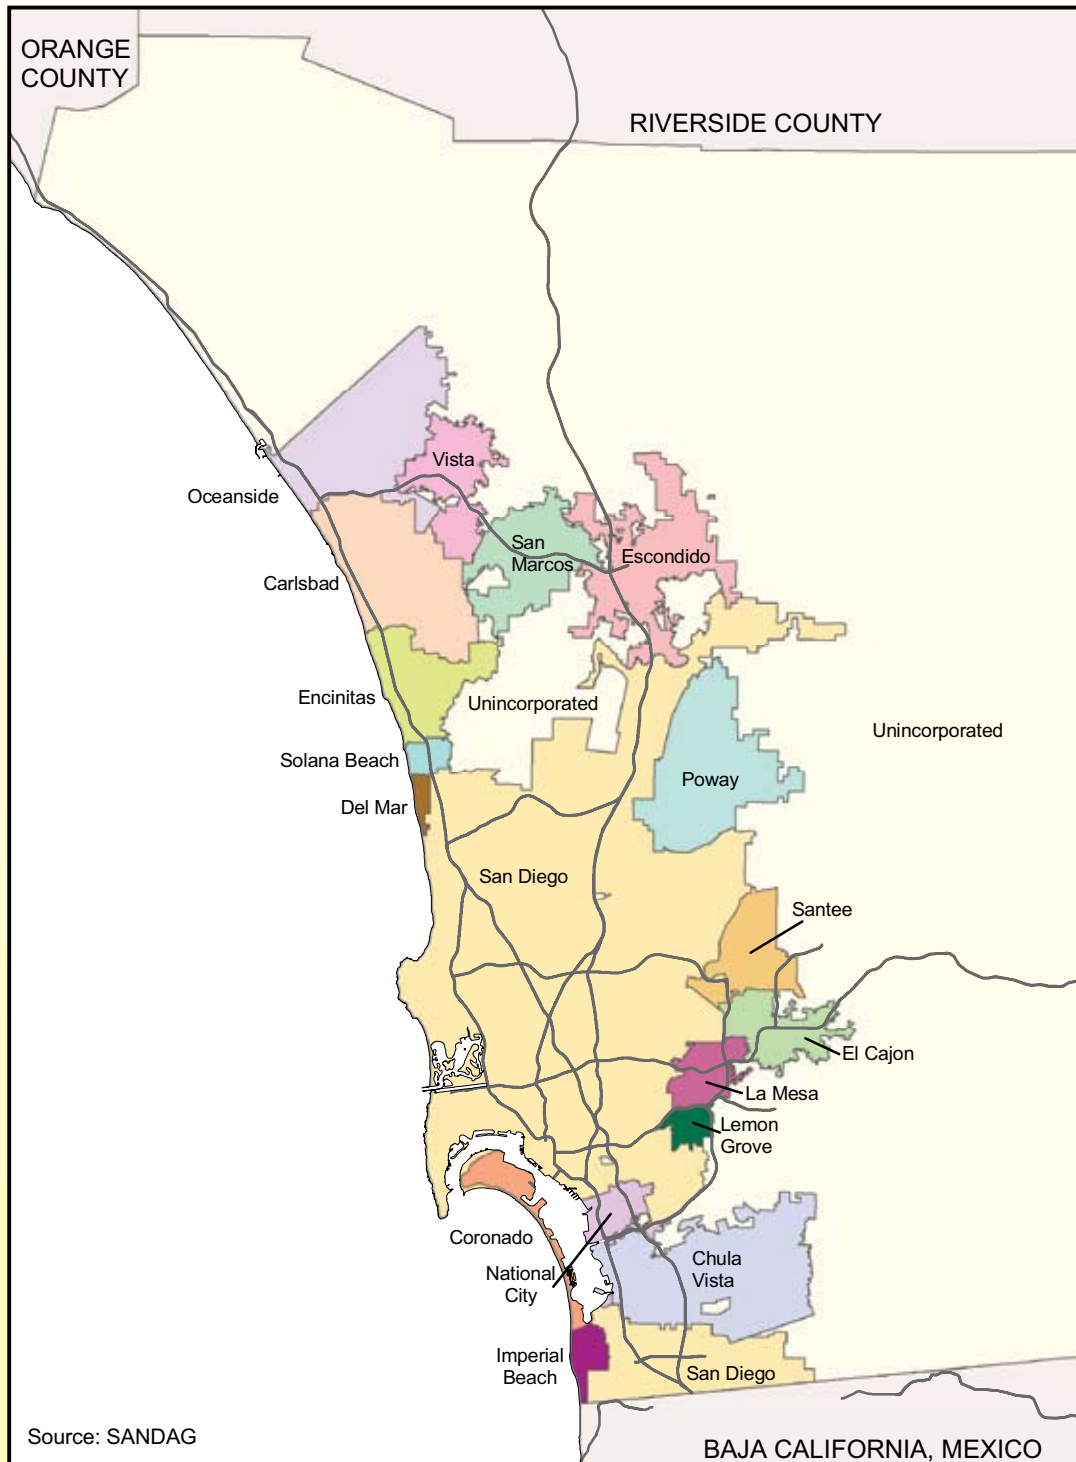 ORANGE
COUNTY
RIVERSIDE COUNTY
Vista
Oceanside
San
Marcos
Escondido
Carlsbad
Encinitas
Unincorporated
Unincorporated
Solana Beach
Poway
Del Mar
San Diego
Santee
El Cajon
La Mesa
Lemon
Grove
Coronado
Chula
Vista
National
City
Imperial
Beach
San Diego
Source: SANDAG
BAJA CALIFORNIA, MEXICO